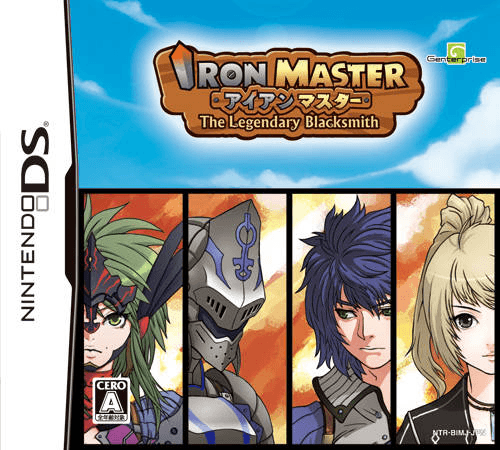 NINTENDO DS®
IRON MASTER
アイアンマスター
The Legendary Blacksmith
Genterprise
CERO
A
全年齢対象
NTR-BIMJ-JPN